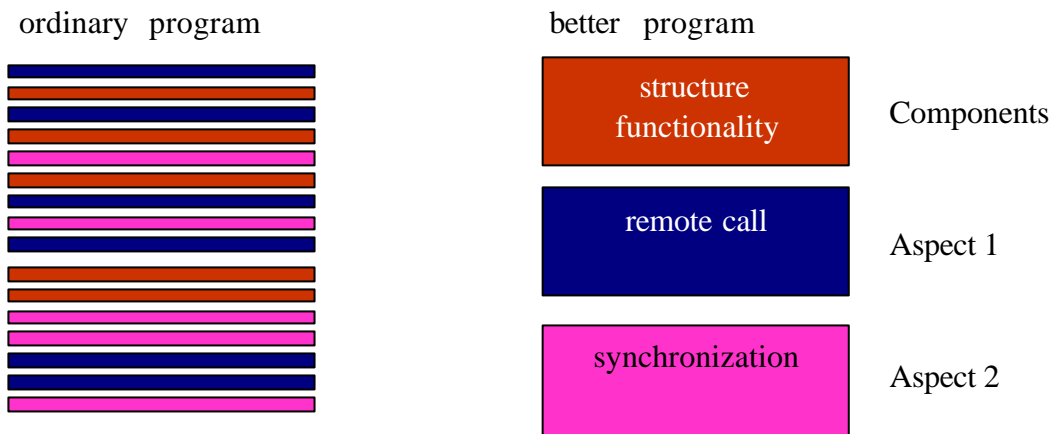 ordinary program
better program
structure
functionality
Components
remote call
Aspect 1
synchronization
Aspect 2